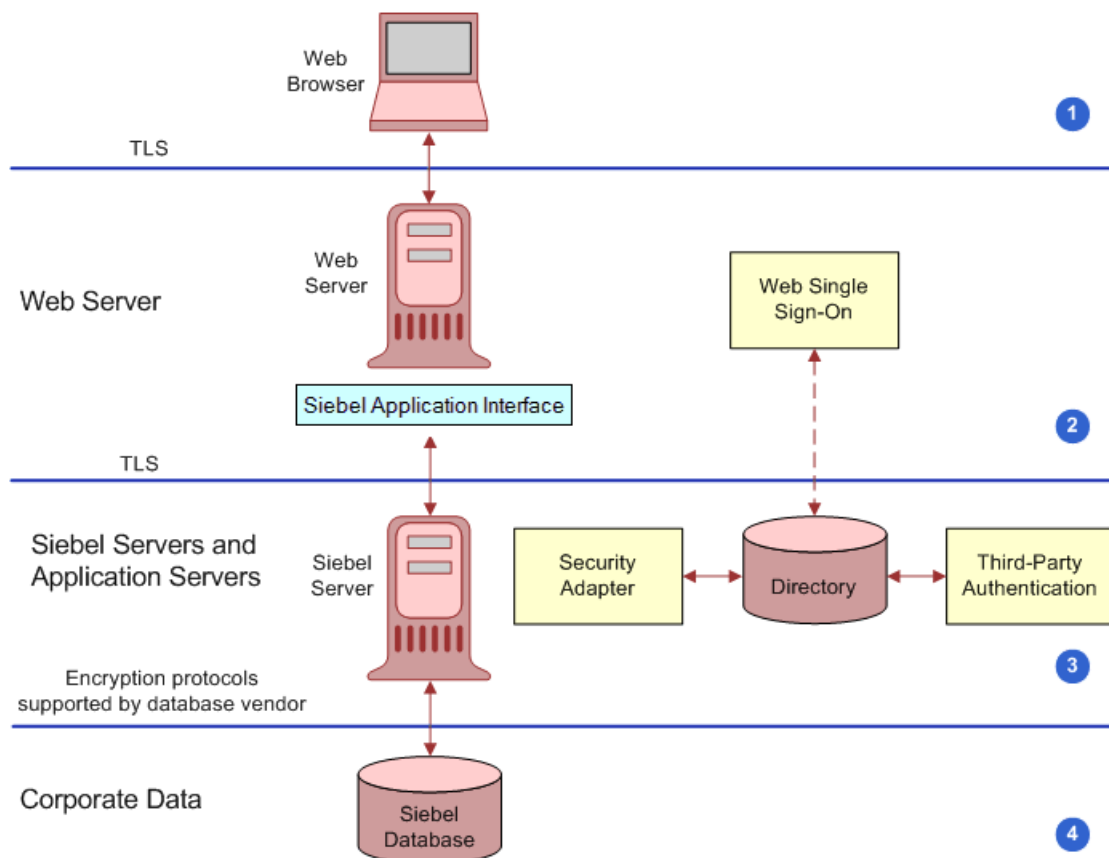 Web
Browser
1
TLS
Web Server
Web
Server
Web Single
Sign-On
Siebel Application Interface
2
TLS
Siebel Servers and
Application Servers
Siebel
Server
Security
Adapter
Directory
Third-Party
Authentication
3
Encryption protocols
supported by database vendor
Corporate Data
Siebel
Database
4